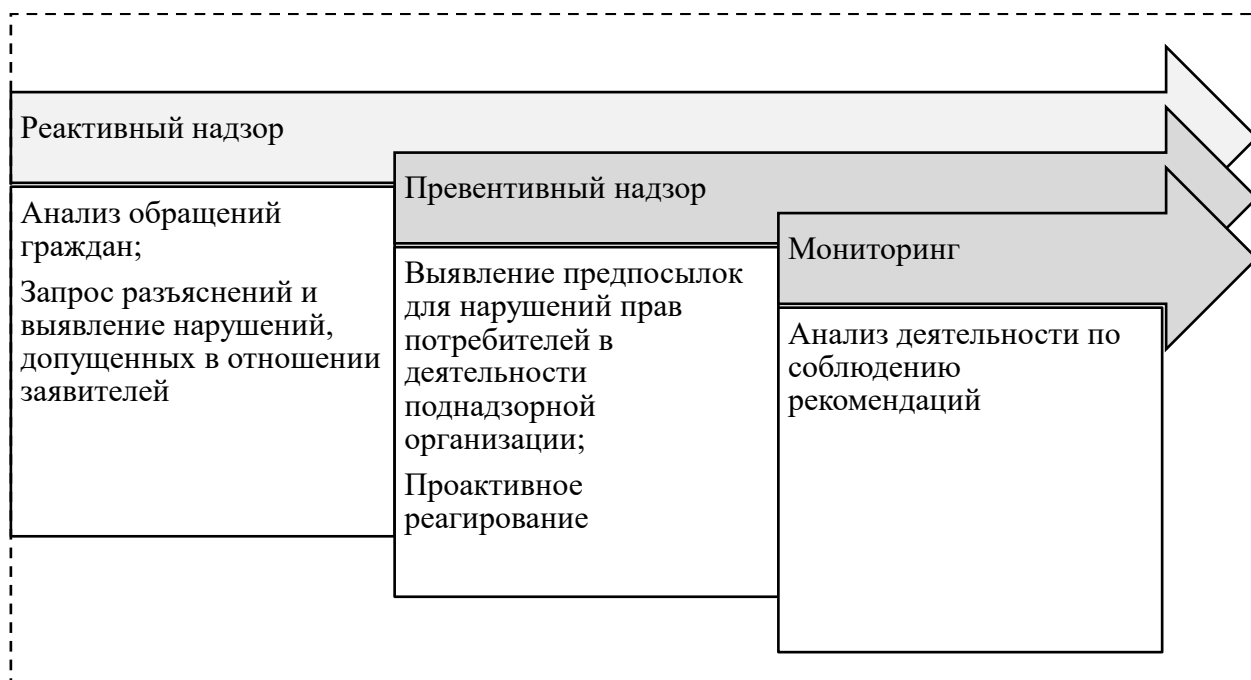 Реактивный надзор
Анализ обращений
граждан;
Запрос разъяснений и
выявление нарушений,
допущенных в отношении
заявителей
Превентивный надзор
Выявление предпосылок
для нарушений прав
потребителей в
деятельности
поднадзорной
организации;
Проактивное
реагирование
Мониторинг
Анализ деятельности по
соблюдению
рекомендаций